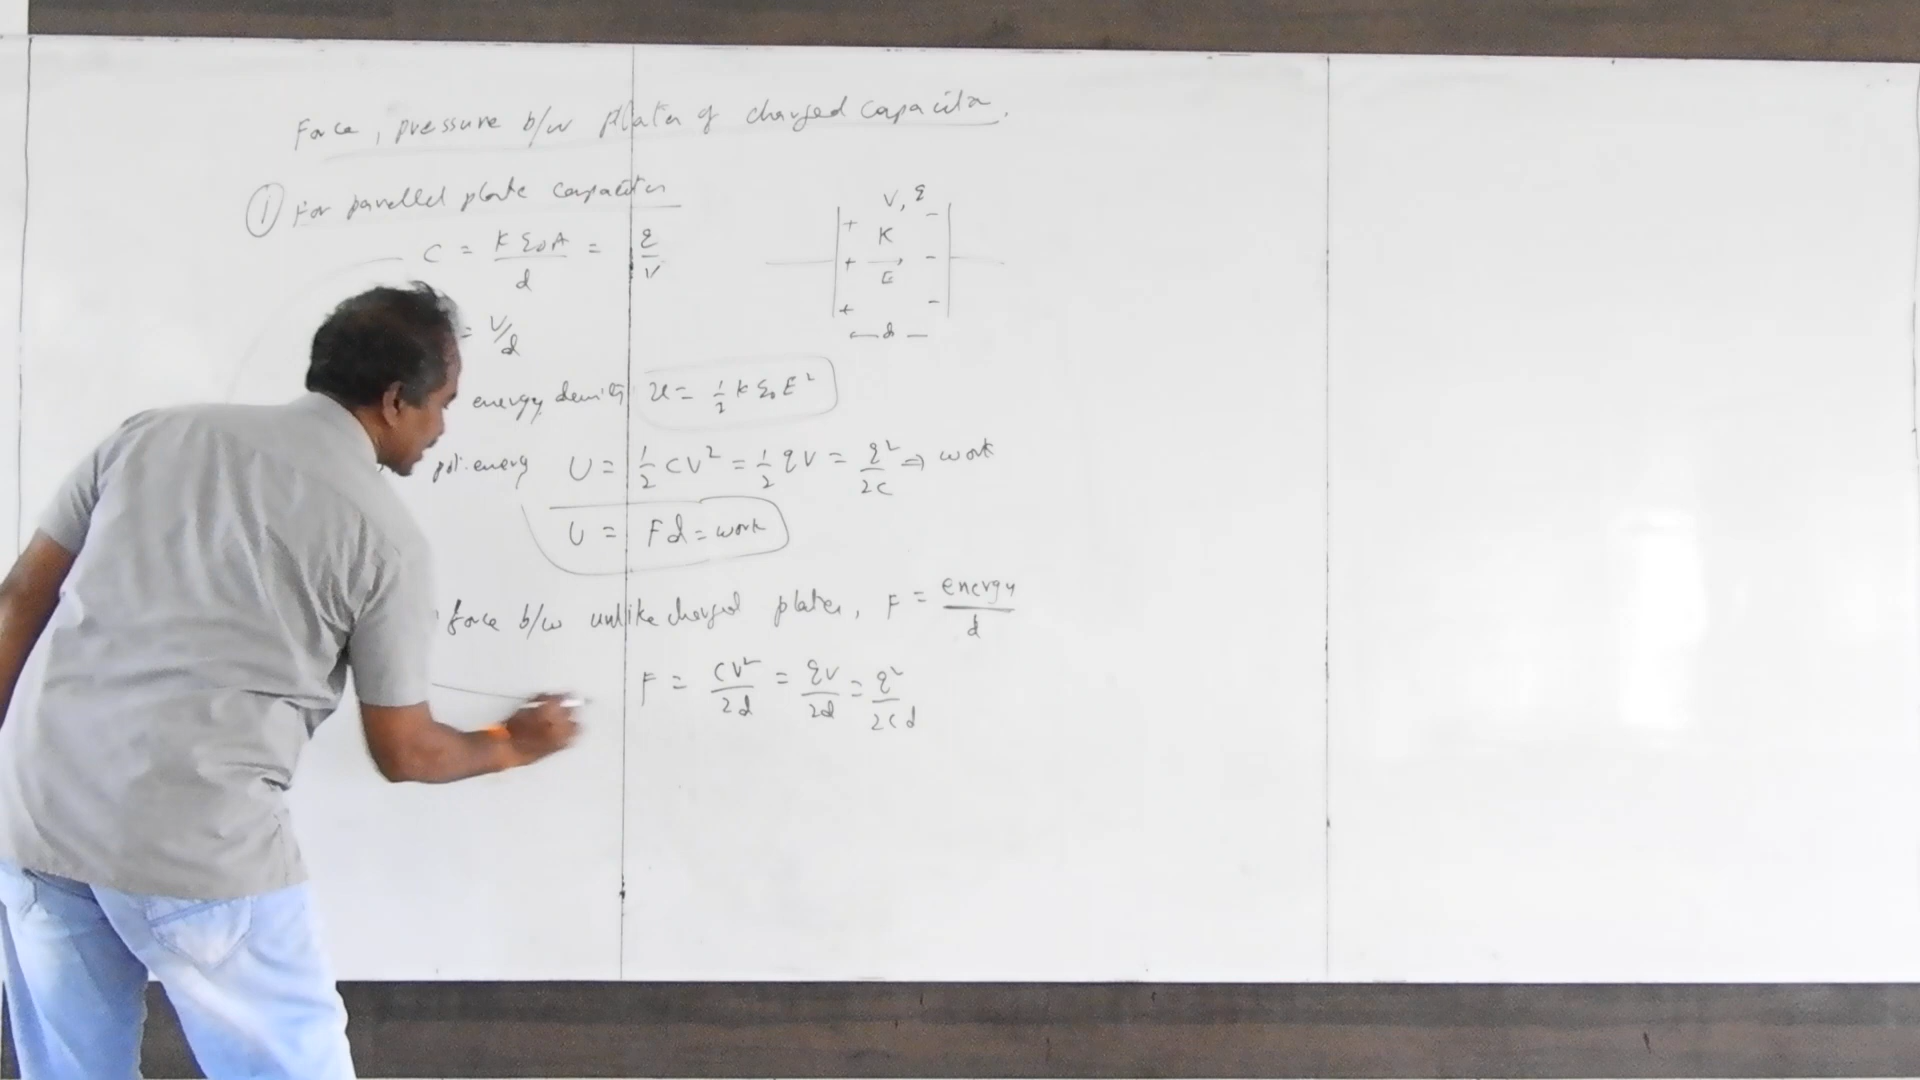 Force, pressure b/w plates of charged capacitor.
① For parallel plate capacitor
C = K ε₀A / d = q / V
= V/d
V, q
+ K -
+ E -
+ -
d
energy density u = 1/2 K ε₀ E²
pot. energy U = 1/2 CV² = 1/2 qV = q²/2C ⇒ work
U = Fd = work
force b/w unlike charged plates, F = energy / d
F = CV²/2d = qV/2d = q²/2Cd